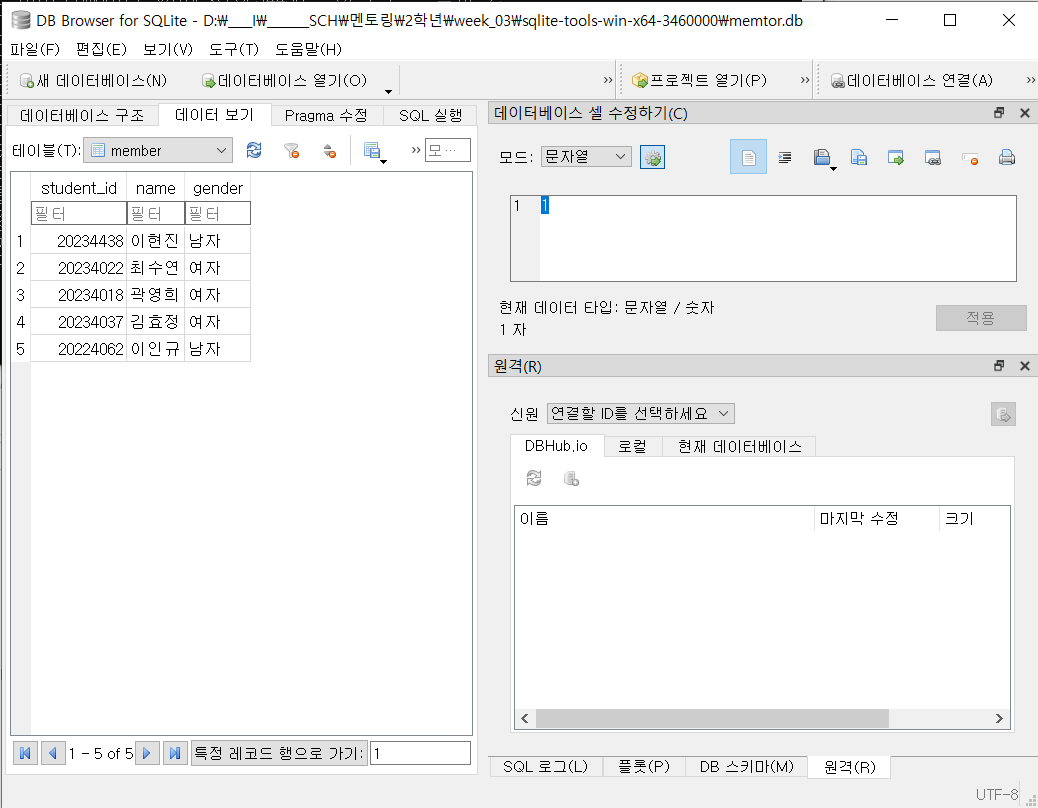 DB Browser for SQLite - D:₩___I₩_____SCH₩멘토링₩2학년₩week_03₩sqlite-tools-win-x64-3460000₩memtor.db
파일(F) 편집(E) 보기(V) 도구(T) 도움말(H)
새 데이터베이스(N) 데이터베이스 열기(O) » 프로젝트 열기(P) » 데이터베이스 연결(A) »
데이터베이스 구조 데이터 보기 Pragma 수정 SQL 실행
테이블(T): member » 모...
student_id name gender
필터 필터 필터
1 20234438 이현진 남자
2 20234022 최수연 여자
3 20234018 곽영희 여자
4 20234037 김효정 여자
5 20224062 이인규 남자
1 - 5 of 5 특정 레코드 행으로 가기: 1
데이터베이스 셀 수정하기(C)
모드: 문자열
1 1
현재 데이터 타입: 문자열 / 숫자
1 자
적용
원격(R)
신원 연결할 ID를 선택하세요
DBHub.io 로컬 현재 데이터베이스
이름 마지막 수정 크기
SQL 로그(L) 플롯(P) DB 스키마(M) 원격(R)
UTF-8